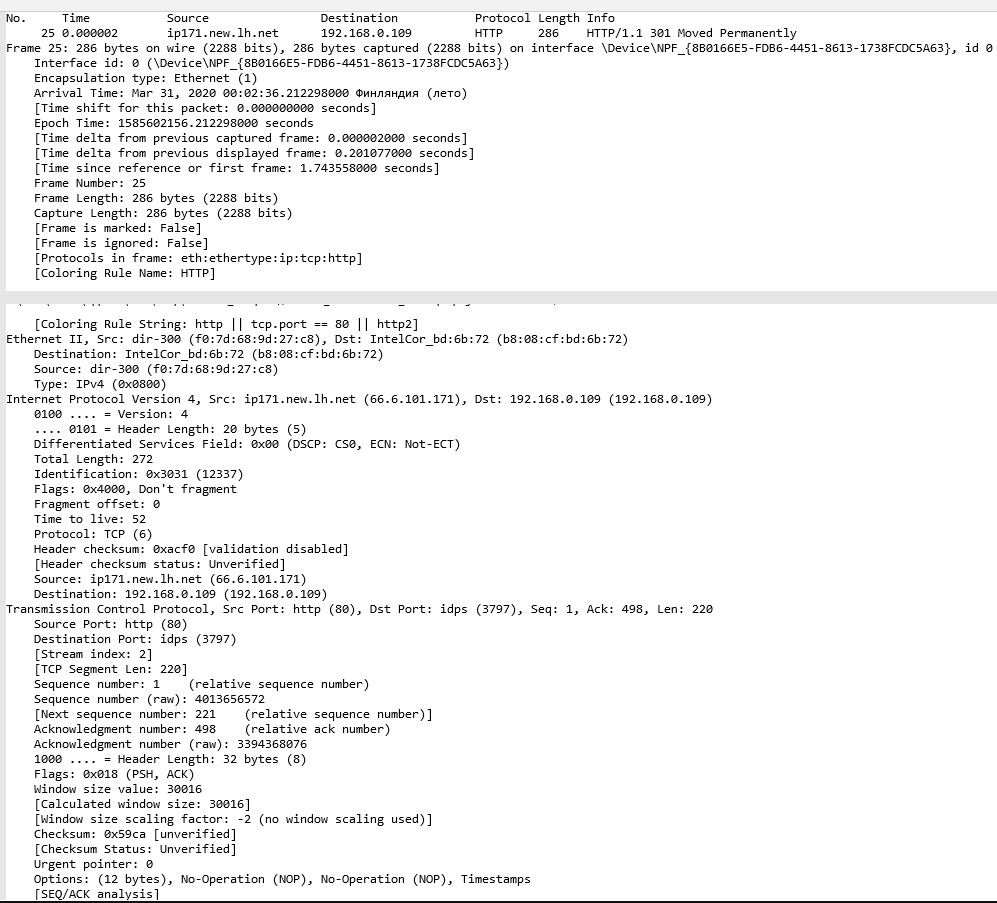 No. Time Source Destination Protocol Length Info
25 0.000002 ip171.new.lh.net 192.168.0.109 HTTP 286 HTTP/1.1 301 Moved Permanently
Frame 25: 286 bytes on wire (2288 bits), 286 bytes captured (2288 bits) on interface \Device\NPF_{8B0166E5-FDB6-4451-8613-1738FCDC5A63}, id 0
Interface id: 0 (\Device\NPF_{8B0166E5-FDB6-4451-8613-1738FCDC5A63})
Encapsulation type: Ethernet (1)
Arrival Time: Mar 31, 2020 00:02:36.212298000 Финляндия (лето)
[Time shift for this packet: 0.000000000 seconds]
Epoch Time: 1585602156.212298000 seconds
[Time delta from previous captured frame: 0.000002000 seconds]
[Time delta from previous displayed frame: 0.201077000 seconds]
[Time since reference or first frame: 1.743558000 seconds]
Frame Number: 25
Frame Length: 286 bytes (2288 bits)
Capture Length: 286 bytes (2288 bits)
[Frame is marked: False]
[Frame is ignored: False]
[Protocols in frame: eth:ethertype:ip:tcp:http]
[Coloring Rule Name: HTTP]
[Coloring Rule String: http || tcp.port == 80 || http2]
Ethernet II, Src: dir-300 (f0:7d:68:9d:27:c8), Dst: IntelCor_bd:6b:72 (b8:08:cf:bd:6b:72)
Destination: IntelCor_bd:6b:72 (b8:08:cf:bd:6b:72)
Source: dir-300 (f0:7d:68:9d:27:c8)
Type: IPv4 (0x0800)
Internet Protocol Version 4, Src: ip171.new.lh.net (66.6.101.171), Dst: 192.168.0.109 (192.168.0.109)
0100 .... = Version: 4
.... 0101 = Header Length: 20 bytes (5)
Differentiated Services Field: 0x00 (DSCP: CS0, ECN: Not-ECT)
Total Length: 272
Identification: 0x3031 (12337)
Flags: 0x4000, Don't fragment
Fragment offset: 0
Time to live: 52
Protocol: TCP (6)
Header checksum: 0xacf0 [validation disabled]
[Header checksum status: Unverified]
Source: ip171.new.lh.net (66.6.101.171)
Destination: 192.168.0.109 (192.168.0.109)
Transmission Control Protocol, Src Port: http (80), Dst Port: idps (3797), Seq: 1, Ack: 498, Len: 220
Source Port: http (80)
Destination Port: idps (3797)
[Stream index: 2]
[TCP Segment Len: 220]
Sequence number: 1 (relative sequence number)
Sequence number (raw): 4013656572
[Next sequence number: 221 (relative sequence number)]
Acknowledgment number: 498 (relative ack number)
Acknowledgment number (raw): 3394368076
1000 .... = Header Length: 32 bytes (8)
Flags: 0x018 (PSH, ACK)
Window size value: 30016
[Calculated window size: 30016]
[Window size scaling factor: -2 (no window scaling used)]
Checksum: 0x59ca [unverified]
[Checksum Status: Unverified]
Urgent pointer: 0
Options: (12 bytes), No-Operation (NOP), No-Operation (NOP), Timestamps
[SEQ/ACK analysis]